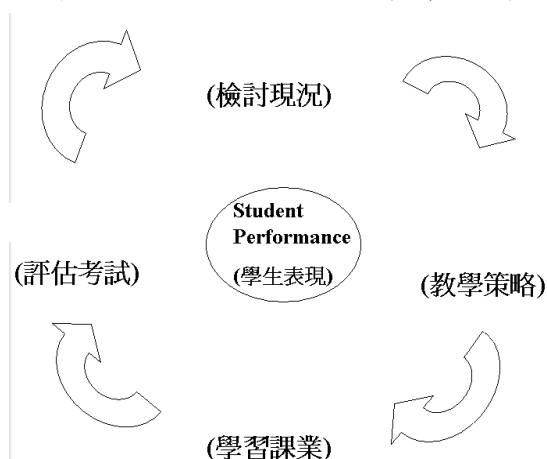 (檢討現況)
Student
Performance
(學生表現)
(評估考試)
(教學策略)
(學習課業)